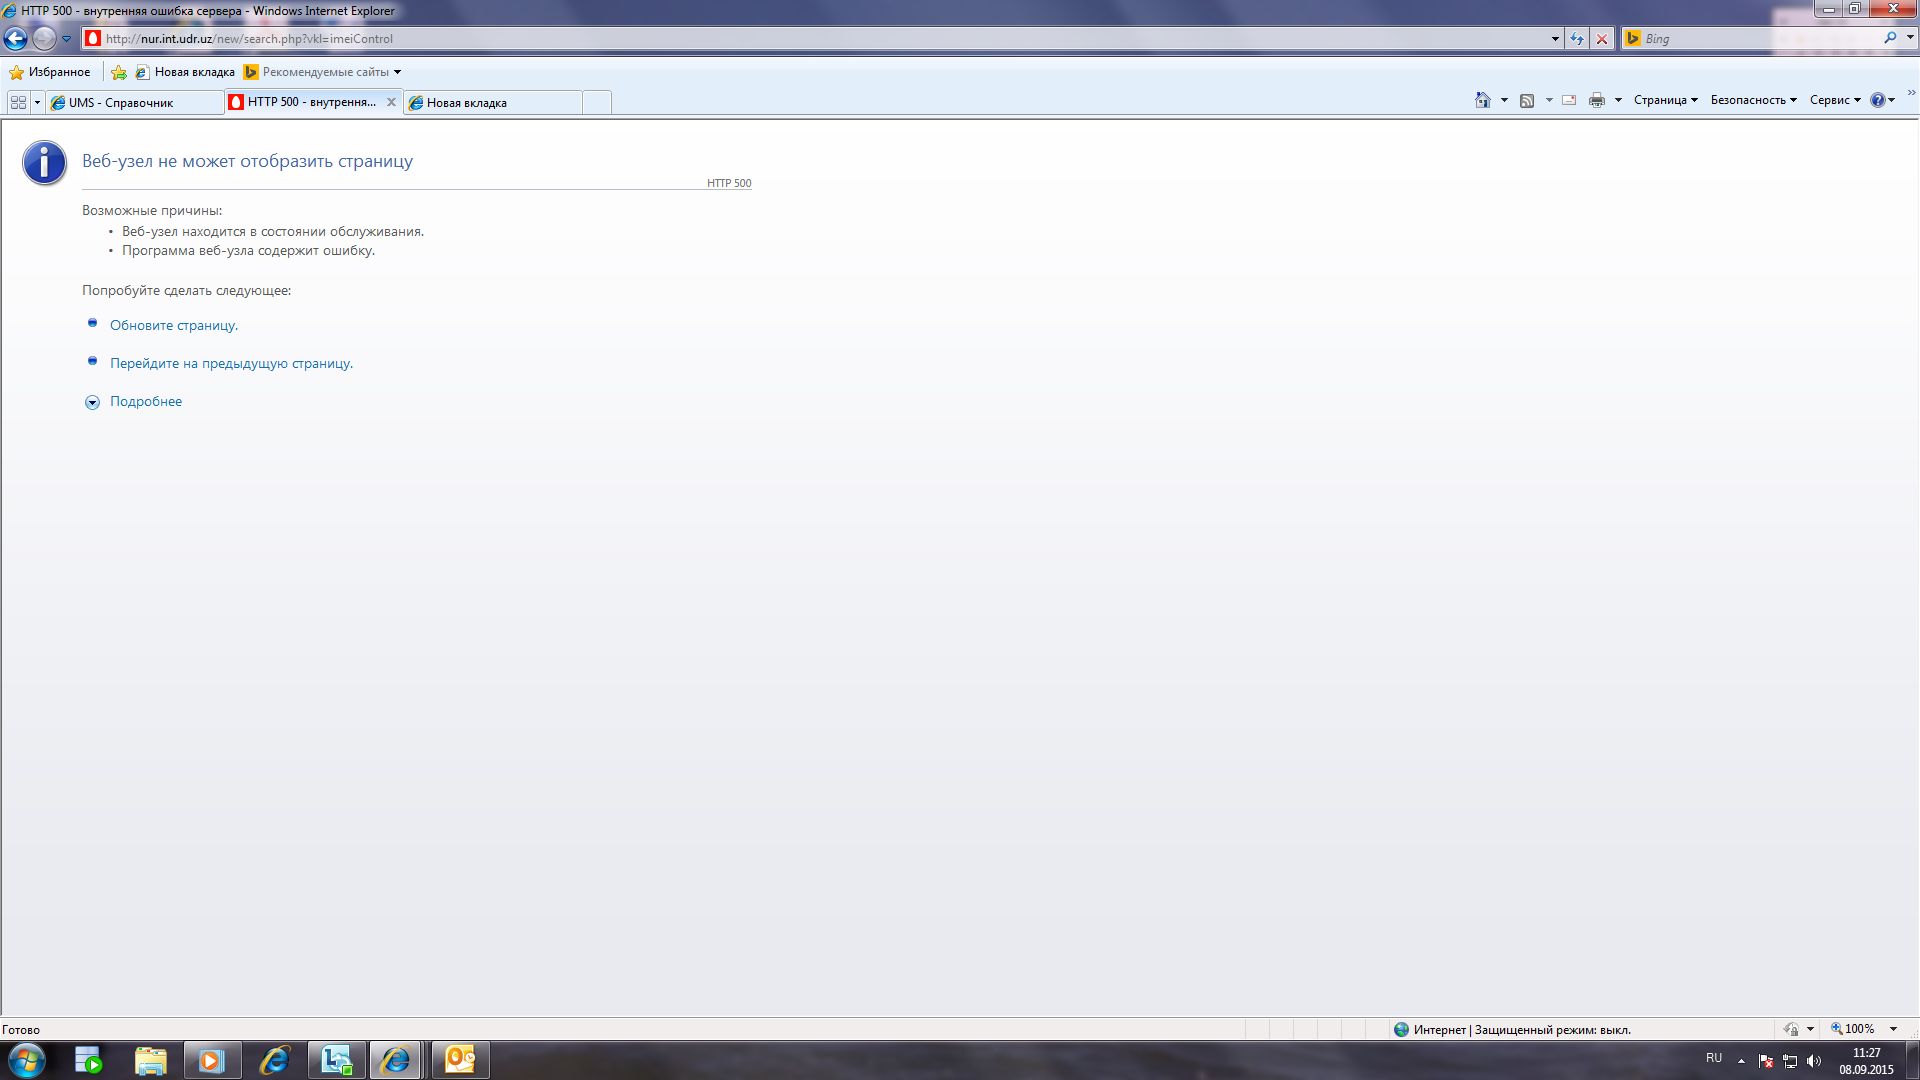 HTTP 500 - внутренняя ошибка сервера - Windows Internet Explorer
http://nur.int.udr.uz/new/search.php?vkl=imeiControl
Bing
Избранное
Новая вкладка
Рекомендуемые сайты
UMS - Справочник
HTTP 500 - внутрення...
Новая вкладка
Страница
Безопасность
Сервис
Веб-узел не может отобразить страницу
HTTP 500
Возможные причины:
• Веб-узел находится в состоянии обслуживания.
• Программа веб-узла содержит ошибку.
Попробуйте сделать следующее:
Обновите страницу.
Перейдите на предыдущую страницу.
Подробнее
Готово
Интернет | Защищенный режим: выкл.
100%
RU
11:27
08.09.2015